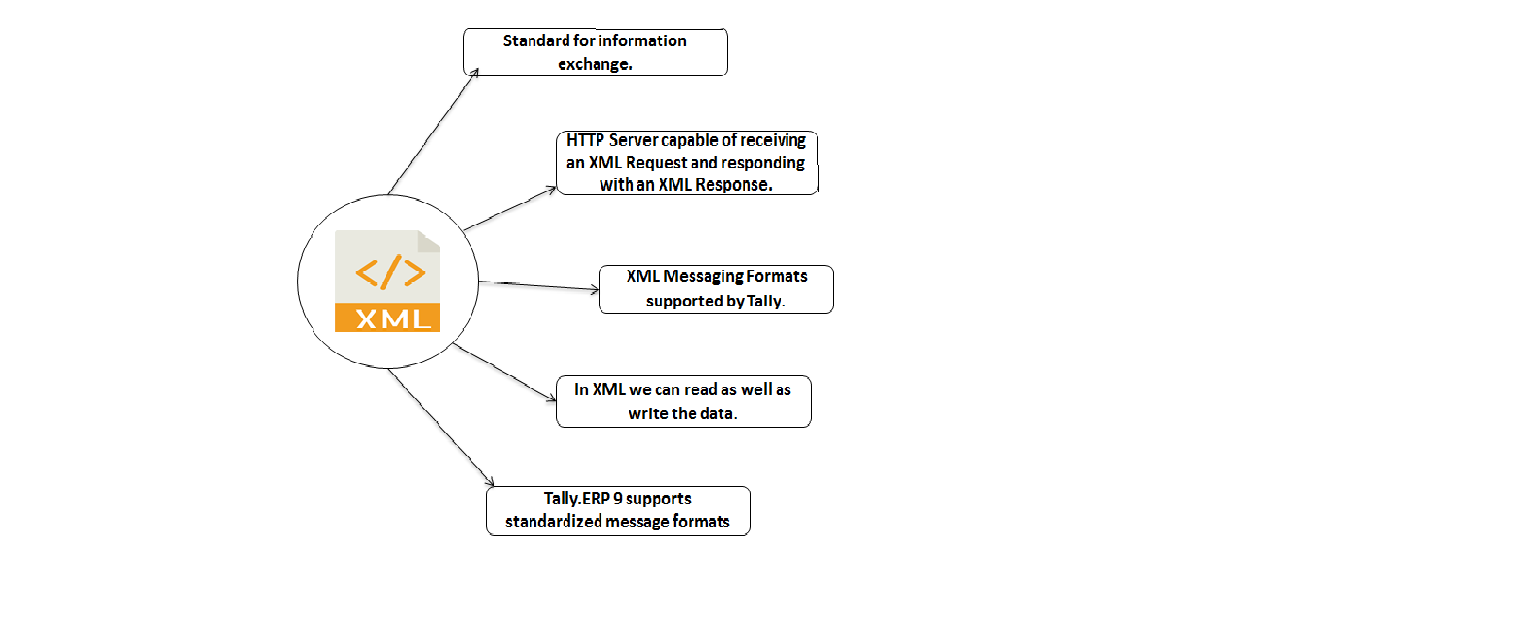 Standard for information
exchange.
HTTP Server capable of receiving
an XML Request and responding
with an XML Response.
</>
XML
XML Messaging Formats
supported by Tally.
In XML we can read as well as
write the data.
Tally.ERP 9 supports
standardized message formats